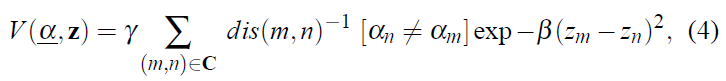 V(α̲, 𝐳) = γ ∑_{(m,n)∈𝐂} dis(m,n)^{-1} [α_n ≠ α_m] exp −β(z_m − z_n)^2, (4)